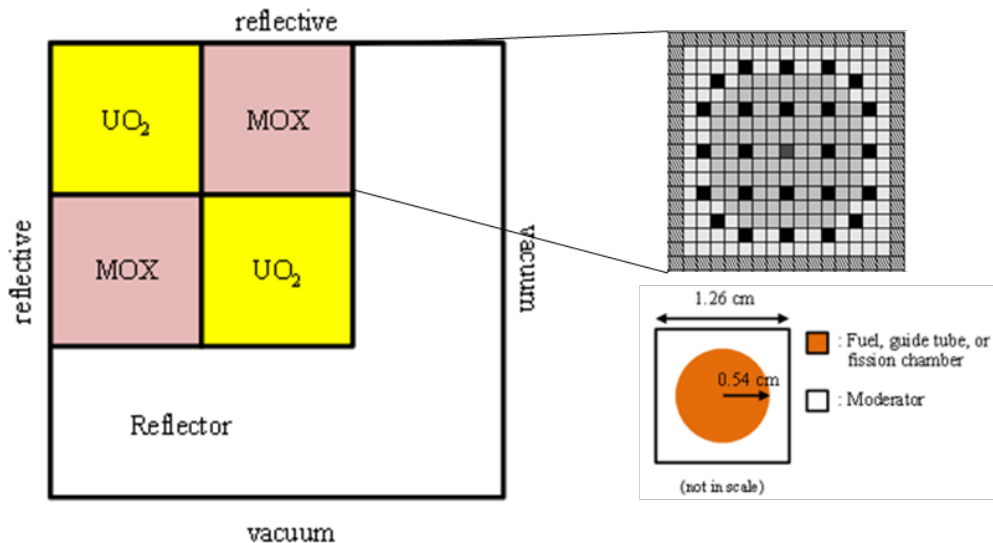 reflective
UO2
MOX
MOX
UO2
reflective
vacuum
Reflector
vacuum
1.26 cm
0.54 cm
: Fuel, guide tube, or
fission chamber
: Moderator
(not in scale)